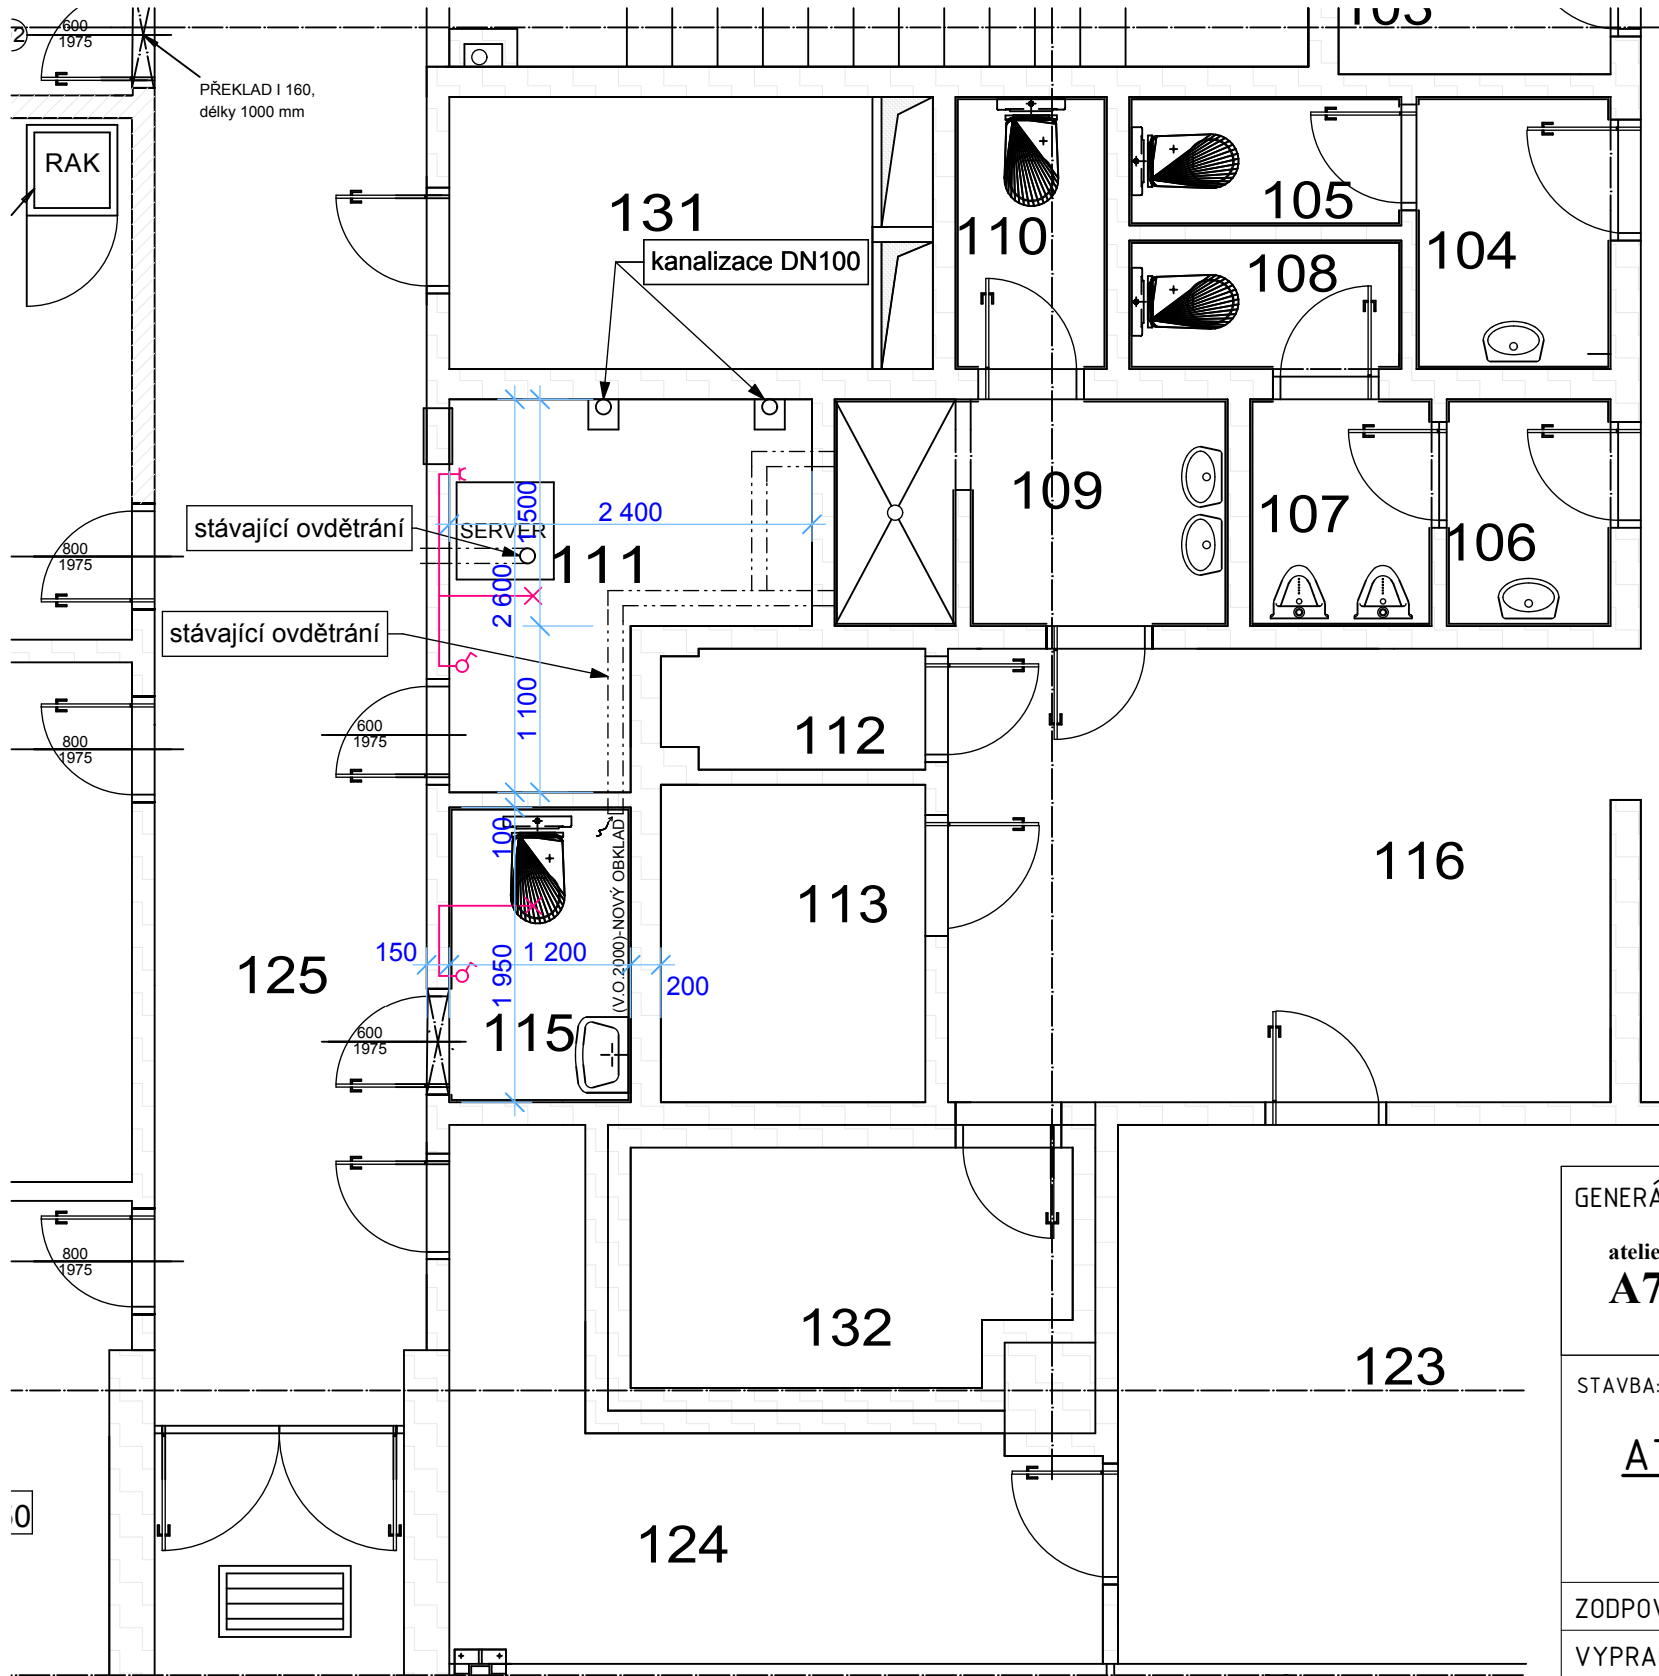 600
1975
PŘEKLAD I 160,
délky 1000 mm
RAK
131
kanalizace DN100
110
105
108
104
109
107
106
stávající ovdětrání
SERVER
111
2 400
1 500
2 600
1 100
stávající ovdětrání
800
1975
800
1975
600
1975
112
113
116
100
(V.O.2000)-NOVÝ OBKLAD
125
150
1 200
1 950
200
115
600
1975
800
1975
132
123
124
GENERÁ
atelie
A7
STAVBA:
ZODPOV
VYPRA